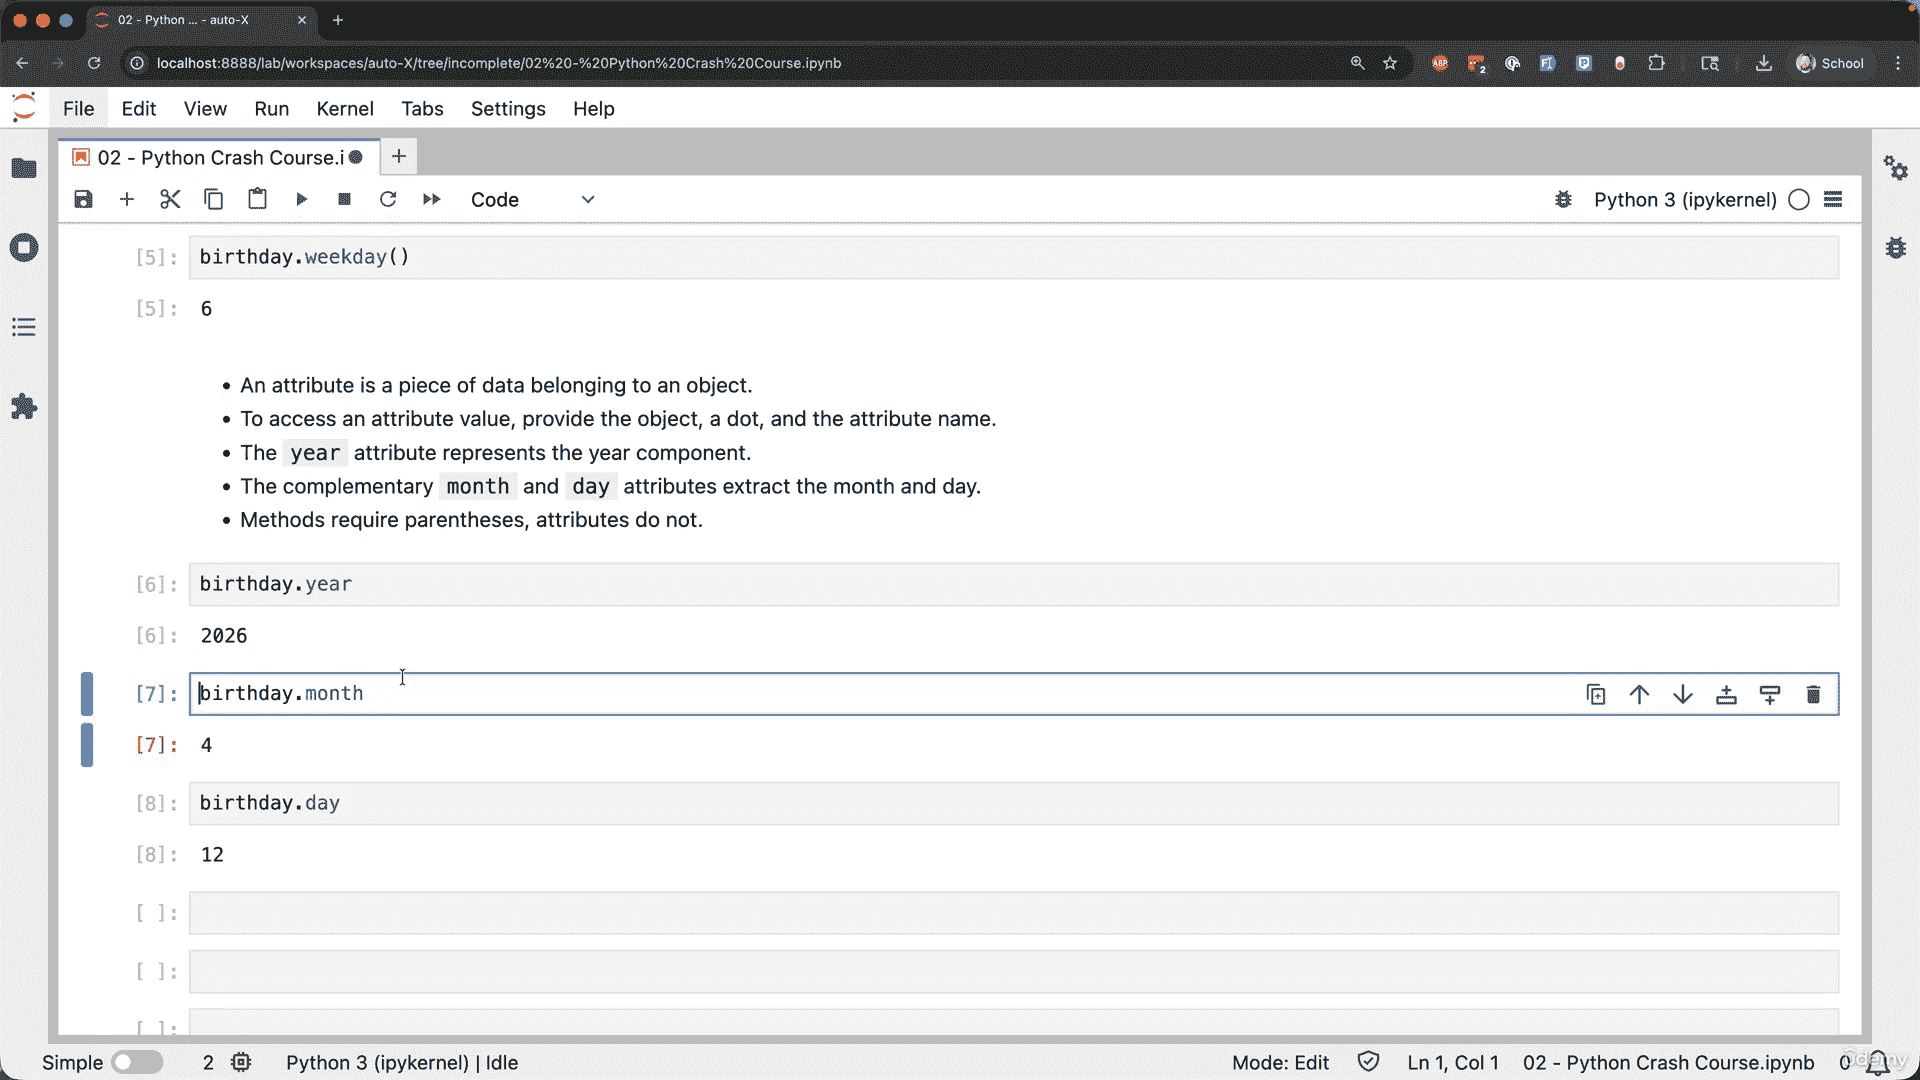 02 - Python ... - auto-X
localhost:8888/lab/workspaces/auto-X/tree/incomplete/02%20-%20Python%20Crash%20Course.ipynb
ABP
2
School
File Edit View Run Kernel Tabs Settings Help
02 - Python Crash Course.i
Code
Python 3 (ipykernel)
[5]: birthday.weekday()
[5]: 6
• An attribute is a piece of data belonging to an object.
• To access an attribute value, provide the object, a dot, and the attribute name.
• The year attribute represents the year component.
• The complementary month and day attributes extract the month and day.
• Methods require parentheses, attributes do not.
[6]: birthday.year
[6]: 2026
[7]: birthday.month
[7]: 4
[8]: birthday.day
[8]: 12
[ ]:
[ ]:
[ ]:
Simple 2 Python 3 (ipykernel) | Idle Mode: Edit Ln 1, Col 1 02 - Python Crash Course.ipynb 0
udemy